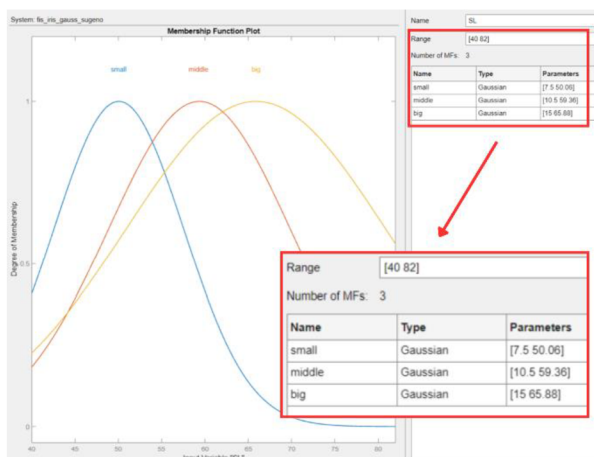 System: fis_iris_gauss_sugeno
Membership Function Plot
small middle big
1
0.5
0
Degree of Membership
40 45 50 55 60 65 70 75 80
Name SL
Range [40 82]
Number of MFs: 3
Name Type Parameters
small Gaussian [7.5 50.06]
middle Gaussian [10.5 59.36]
big Gaussian [15 65.88]
Range [40 82]
Number of MFs: 3
Name Type Parameters
small Gaussian [7.5 50.06]
middle Gaussian [10.5 59.36]
big Gaussian [15 65.88]